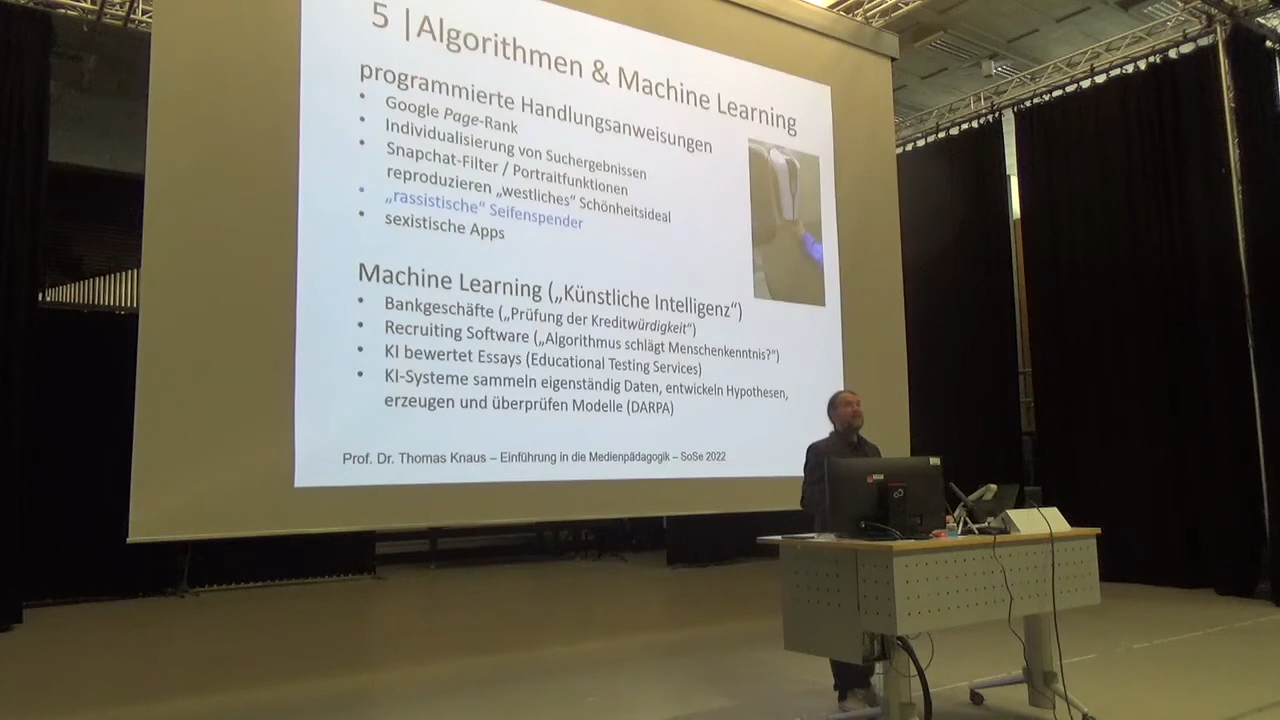 5 | Algorithmen & Machine Learning
programmierte Handlungsanweisungen
• Google Page-Rank
• Individualisierung von Suchergebnissen
• Snapchat-Filter / Portraitfunktionen
reproduzieren „westliches“ Schönheitsideal
• „rassistische“ Seifenspender
• sexistische Apps
Machine Learning („Künstliche Intelligenz“)
• Bankgeschäfte („Prüfung der Kreditwürdigkeit“)
• Recruiting Software („Algorithmus schlägt Menschenkenntnis?“)
• KI bewertet Essays (Educational Testing Services)
• KI-Systeme sammeln eigenständig Daten, entwickeln Hypothesen,
erzeugen und überprüfen Modelle (DARPA)
Prof. Dr. Thomas Knaus – Einführung in die Medienpädagogik – SoSe 2022